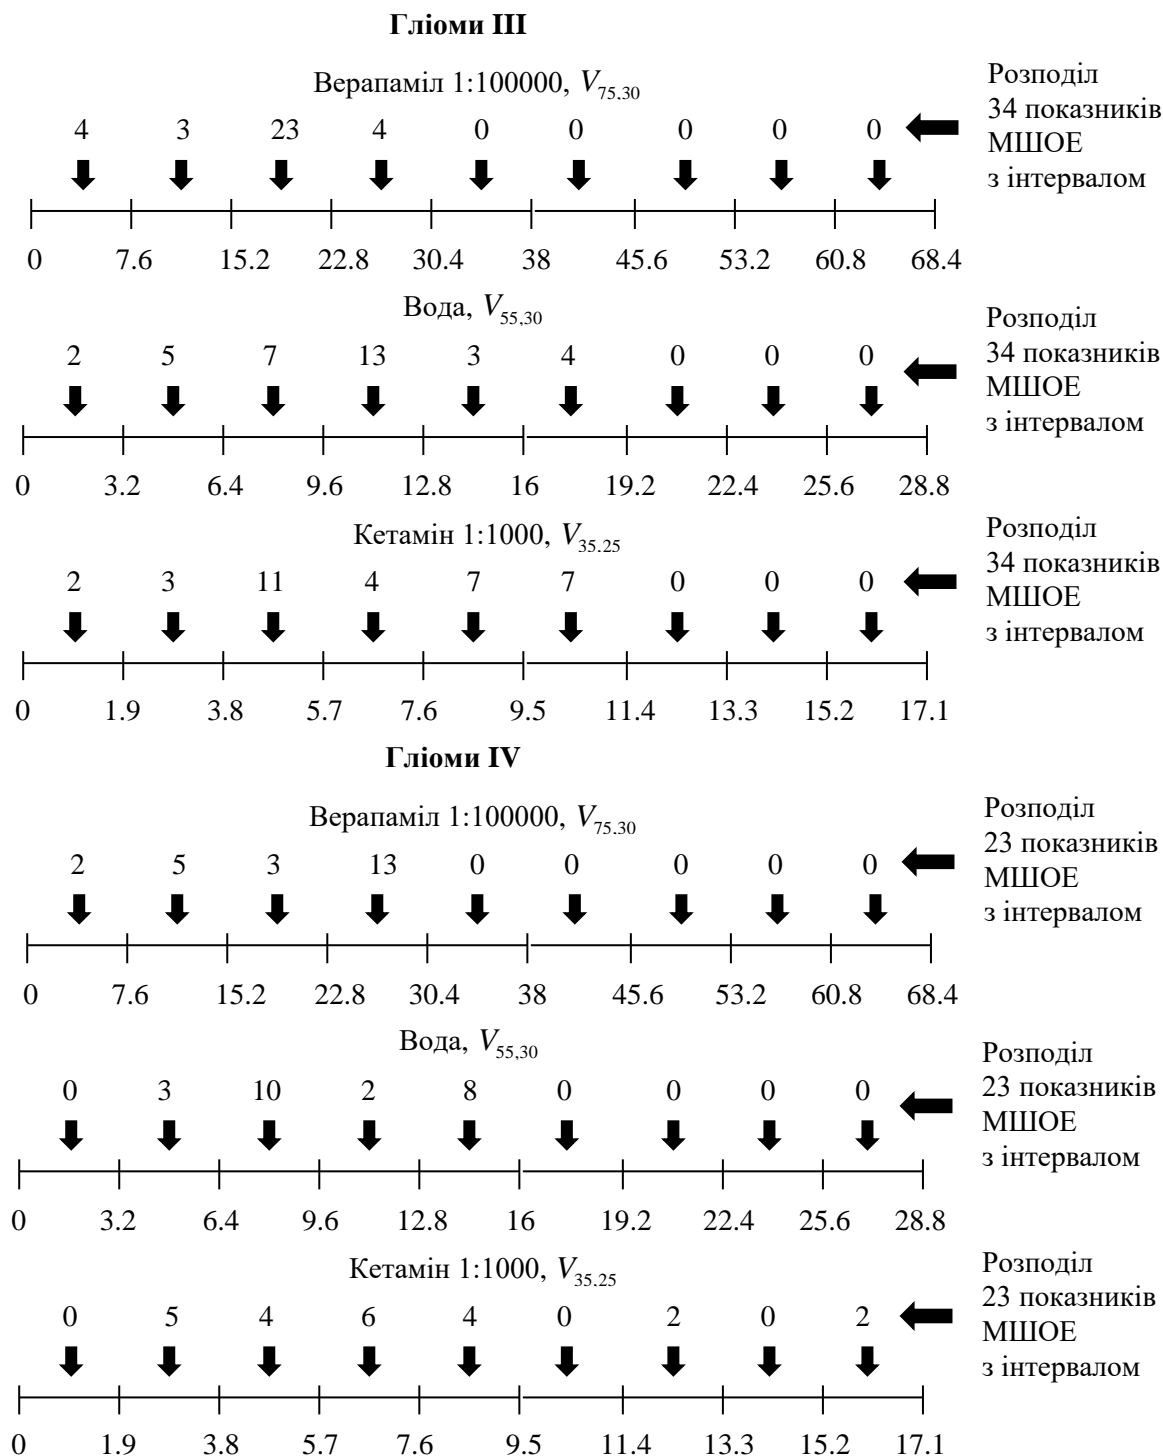 Гліоми III
Верапаміл 1:100000, V75,30
4 3 23 4 0 0 0 0 0
Розподіл
34 показників
МШОЕ
з інтервалом
0 7.6 15.2 22.8 30.4 38 45.6 53.2 60.8 68.4
Вода, V55,30
2 5 7 13 3 4 0 0 0
Розподіл
34 показників
МШОЕ
з інтервалом
0 3.2 6.4 9.6 12.8 16 19.2 22.4 25.6 28.8
Кетамін 1:1000, V35,25
2 3 11 4 7 7 0 0 0
Розподіл
34 показників
МШОЕ
з інтервалом
0 1.9 3.8 5.7 7.6 9.5 11.4 13.3 15.2 17.1
Гліоми IV
Верапаміл 1:100000, V75,30
2 5 3 13 0 0 0 0 0
Розподіл
23 показників
МШОЕ
з інтервалом
0 7.6 15.2 22.8 30.4 38 45.6 53.2 60.8 68.4
Вода, V55,30
0 3 10 2 8 0 0 0 0
Розподіл
23 показників
МШОЕ
з інтервалом
0 3.2 6.4 9.6 12.8 16 19.2 22.4 25.6 28.8
Кетамін 1:1000, V35,25
0 5 4 6 4 0 2 0 2
Розподіл
23 показників
МШОЕ
з інтервалом
0 1.9 3.8 5.7 7.6 9.5 11.4 13.3 15.2 17.1